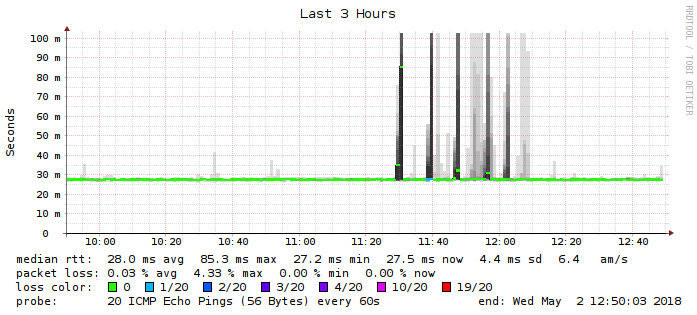 Last 3 Hours
RRDTOOL / TOBI OETIKER
Seconds
100 m
90 m
80 m
70 m
60 m
50 m
40 m
30 m
20 m
10 m
0
10:00 10:20 10:40 11:00 11:20 11:40 12:00 12:20 12:40
median rtt: 28.0 ms avg 85.3 ms max 27.2 ms min 27.5 ms now 4.4 ms sd 6.4 am/s
packet loss: 0.03 % avg 4.33 % max 0.00 % min 0.00 % now
loss color: 0 1/20 2/20 3/20 4/20 10/20 19/20
probe: 20 ICMP Echo Pings (56 Bytes) every 60s end: Wed May 2 12:50:03 2018